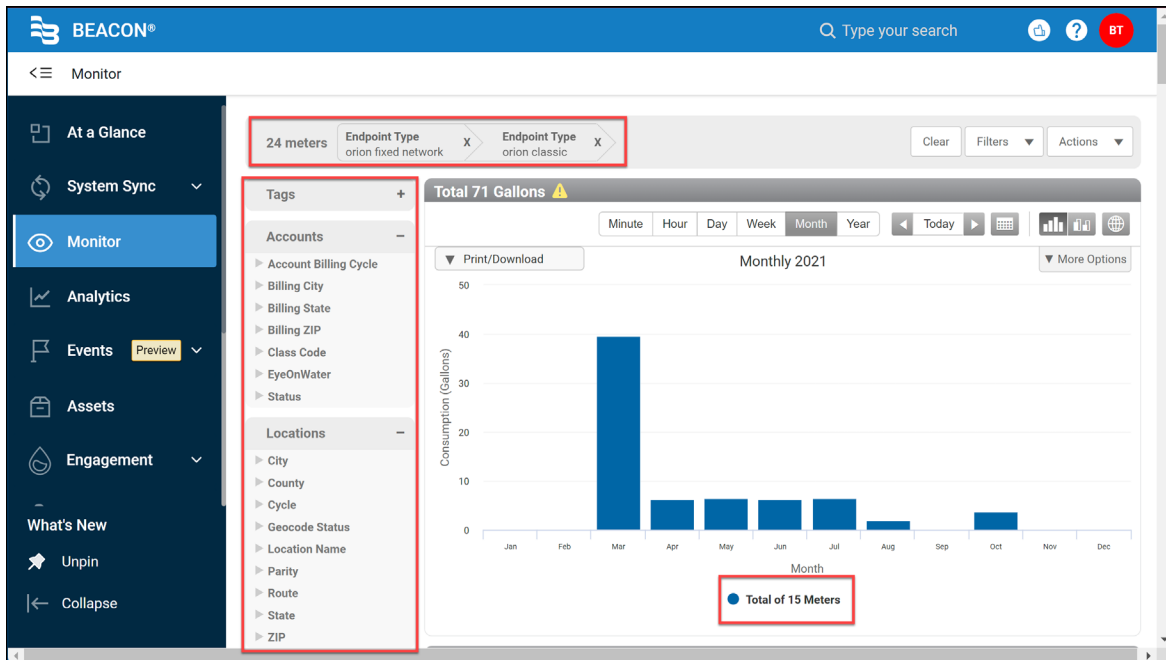 BEACON®
Type your search
BT
Monitor
At a Glance
System Sync
Monitor
Analytics
Events Preview
Assets
Engagement
What's New
Unpin
Collapse
24 meters
Endpoint Type X
orion fixed network
Endpoint Type X
orion classic
Clear
Filters
Actions
Tags +
Accounts −
Account Billing Cycle
Billing City
Billing State
Billing ZIP
Class Code
EyeOnWater
Status
Locations −
City
County
Cycle
Geocode Status
Location Name
Parity
Route
State
ZIP
Total 71 Gallons
Minute Hour Day Week Month Year Today
Print/Download
Monthly 2021
More Options
Consumption (Gallons)
50
40
30
20
10
0
Jan Feb Mar Apr May Jun Jul Aug Sep Oct Nov Dec
Month
Total of 15 Meters